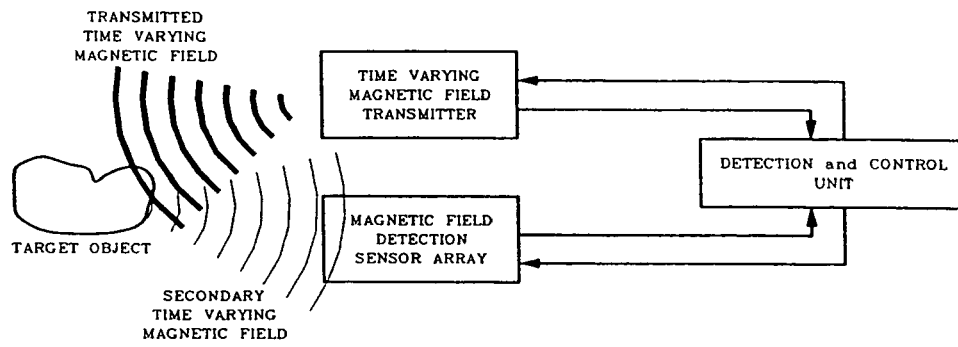 TRANSMITTED
TIME VARYING
MAGNETIC FIELD
TIME VARYING
MAGNETIC FIELD
TRANSMITTER
DETECTION and CONTROL
UNIT
MAGNETIC FIELD
DETECTION
SENSOR ARRAY
TARGET OBJECT
SECONDARY
TIME VARYING
MAGNETIC FIELD